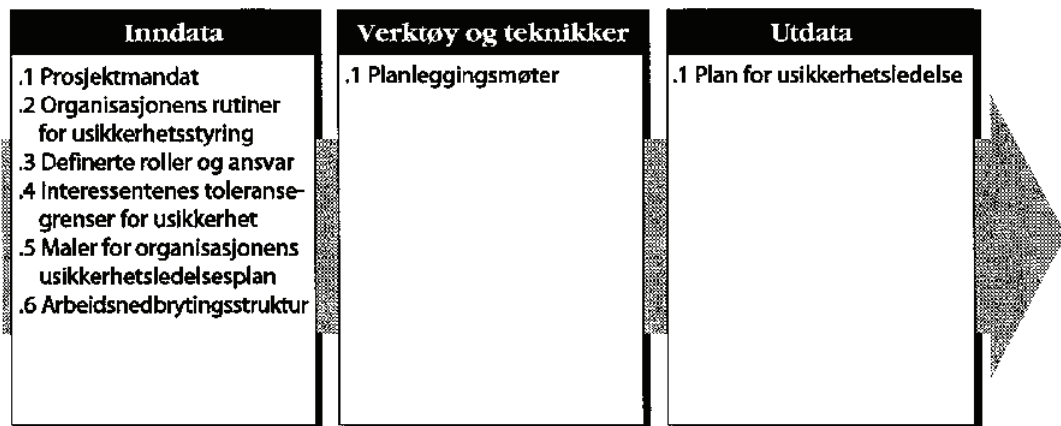 Inndata
.1 Prosjektmandat
.2 Organisasjonens rutiner
for usikkerhetsstyring
.3 Definerte roller og ansvar
.4 Interessentenes toleranse-
grenser for usikkerhet
.5 Maler for organisasjonens
usikkerhetsledelsesplan
.6 Arbeidsnedbrytingsstruktur
Verktøy og teknikker
.1 Planleggingsmøter
Utdata
.1 Plan for usikkerhetsledelse